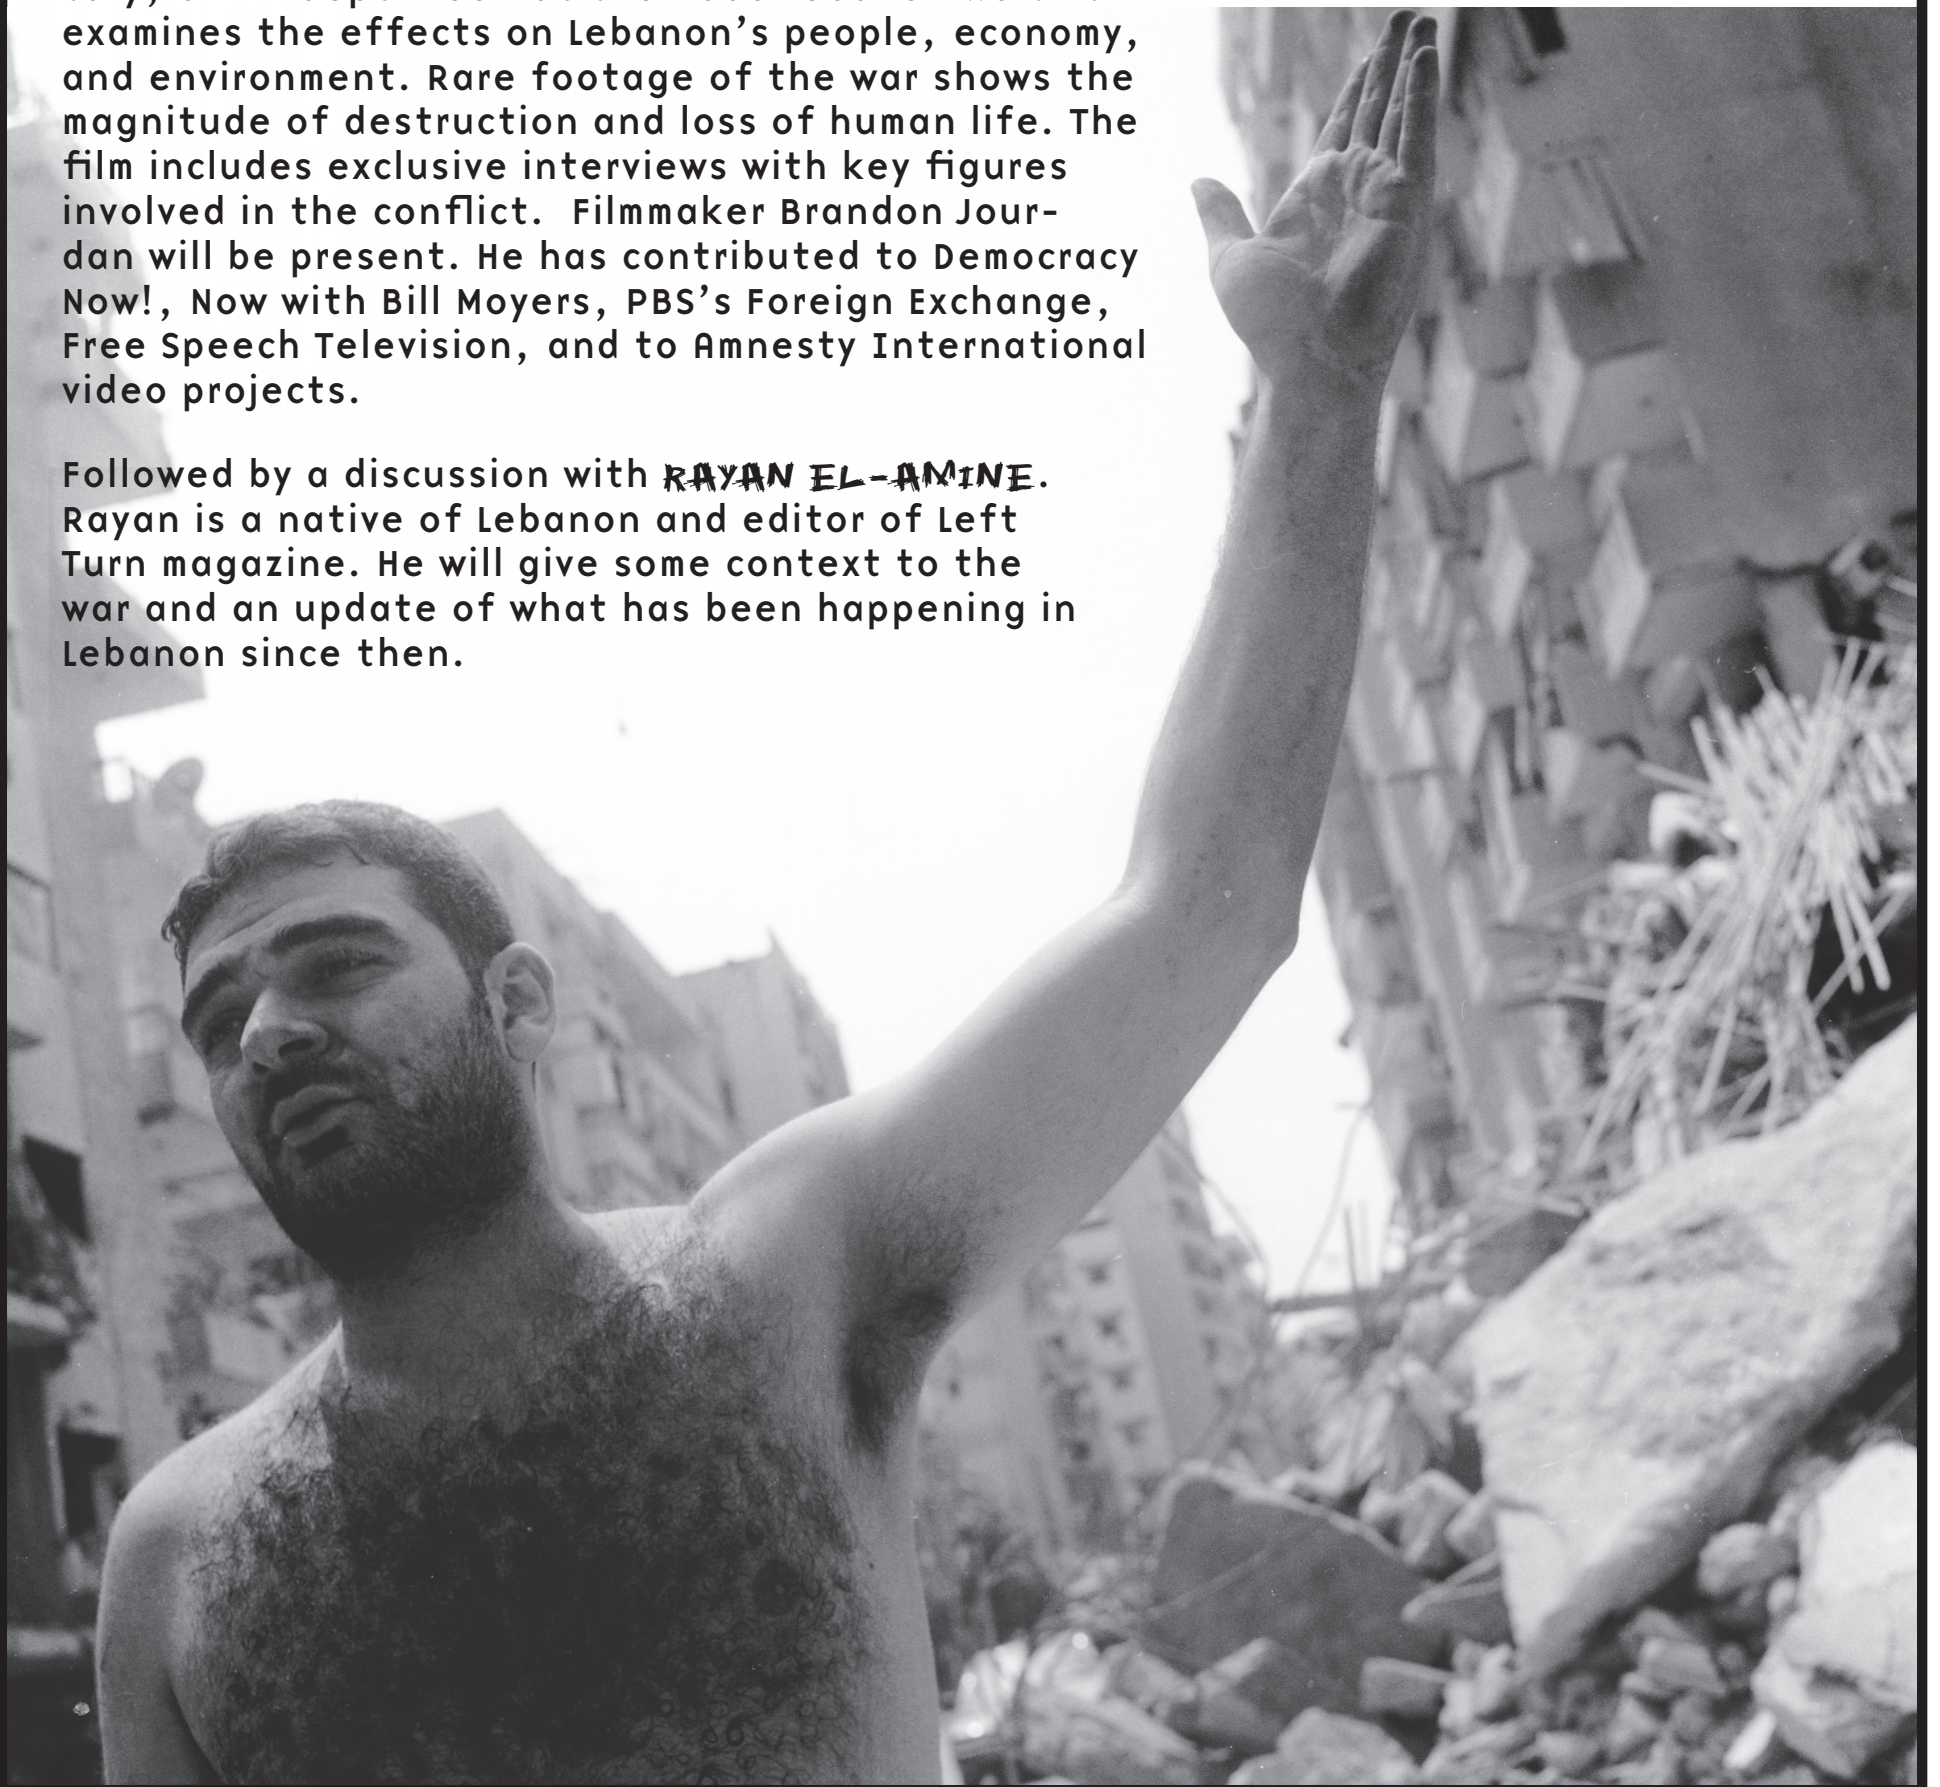 examines the effects on Lebanon’s people, economy,
and environment. Rare footage of the war shows the
magnitude of destruction and loss of human life. The
film includes exclusive interviews with key figures
involved in the conflict.  Filmmaker Brandon Jour-
dan will be present. He has contributed to Democracy
Now!, Now with Bill Moyers, PBS’s Foreign Exchange,
Free Speech Television, and to Amnesty International
video projects.
Followed by a discussion with RAYAN EL-AMINE.
Rayan is a native of Lebanon and editor of Left
Turn magazine. He will give some context to the
war and an update of what has been happening in
Lebanon since then.